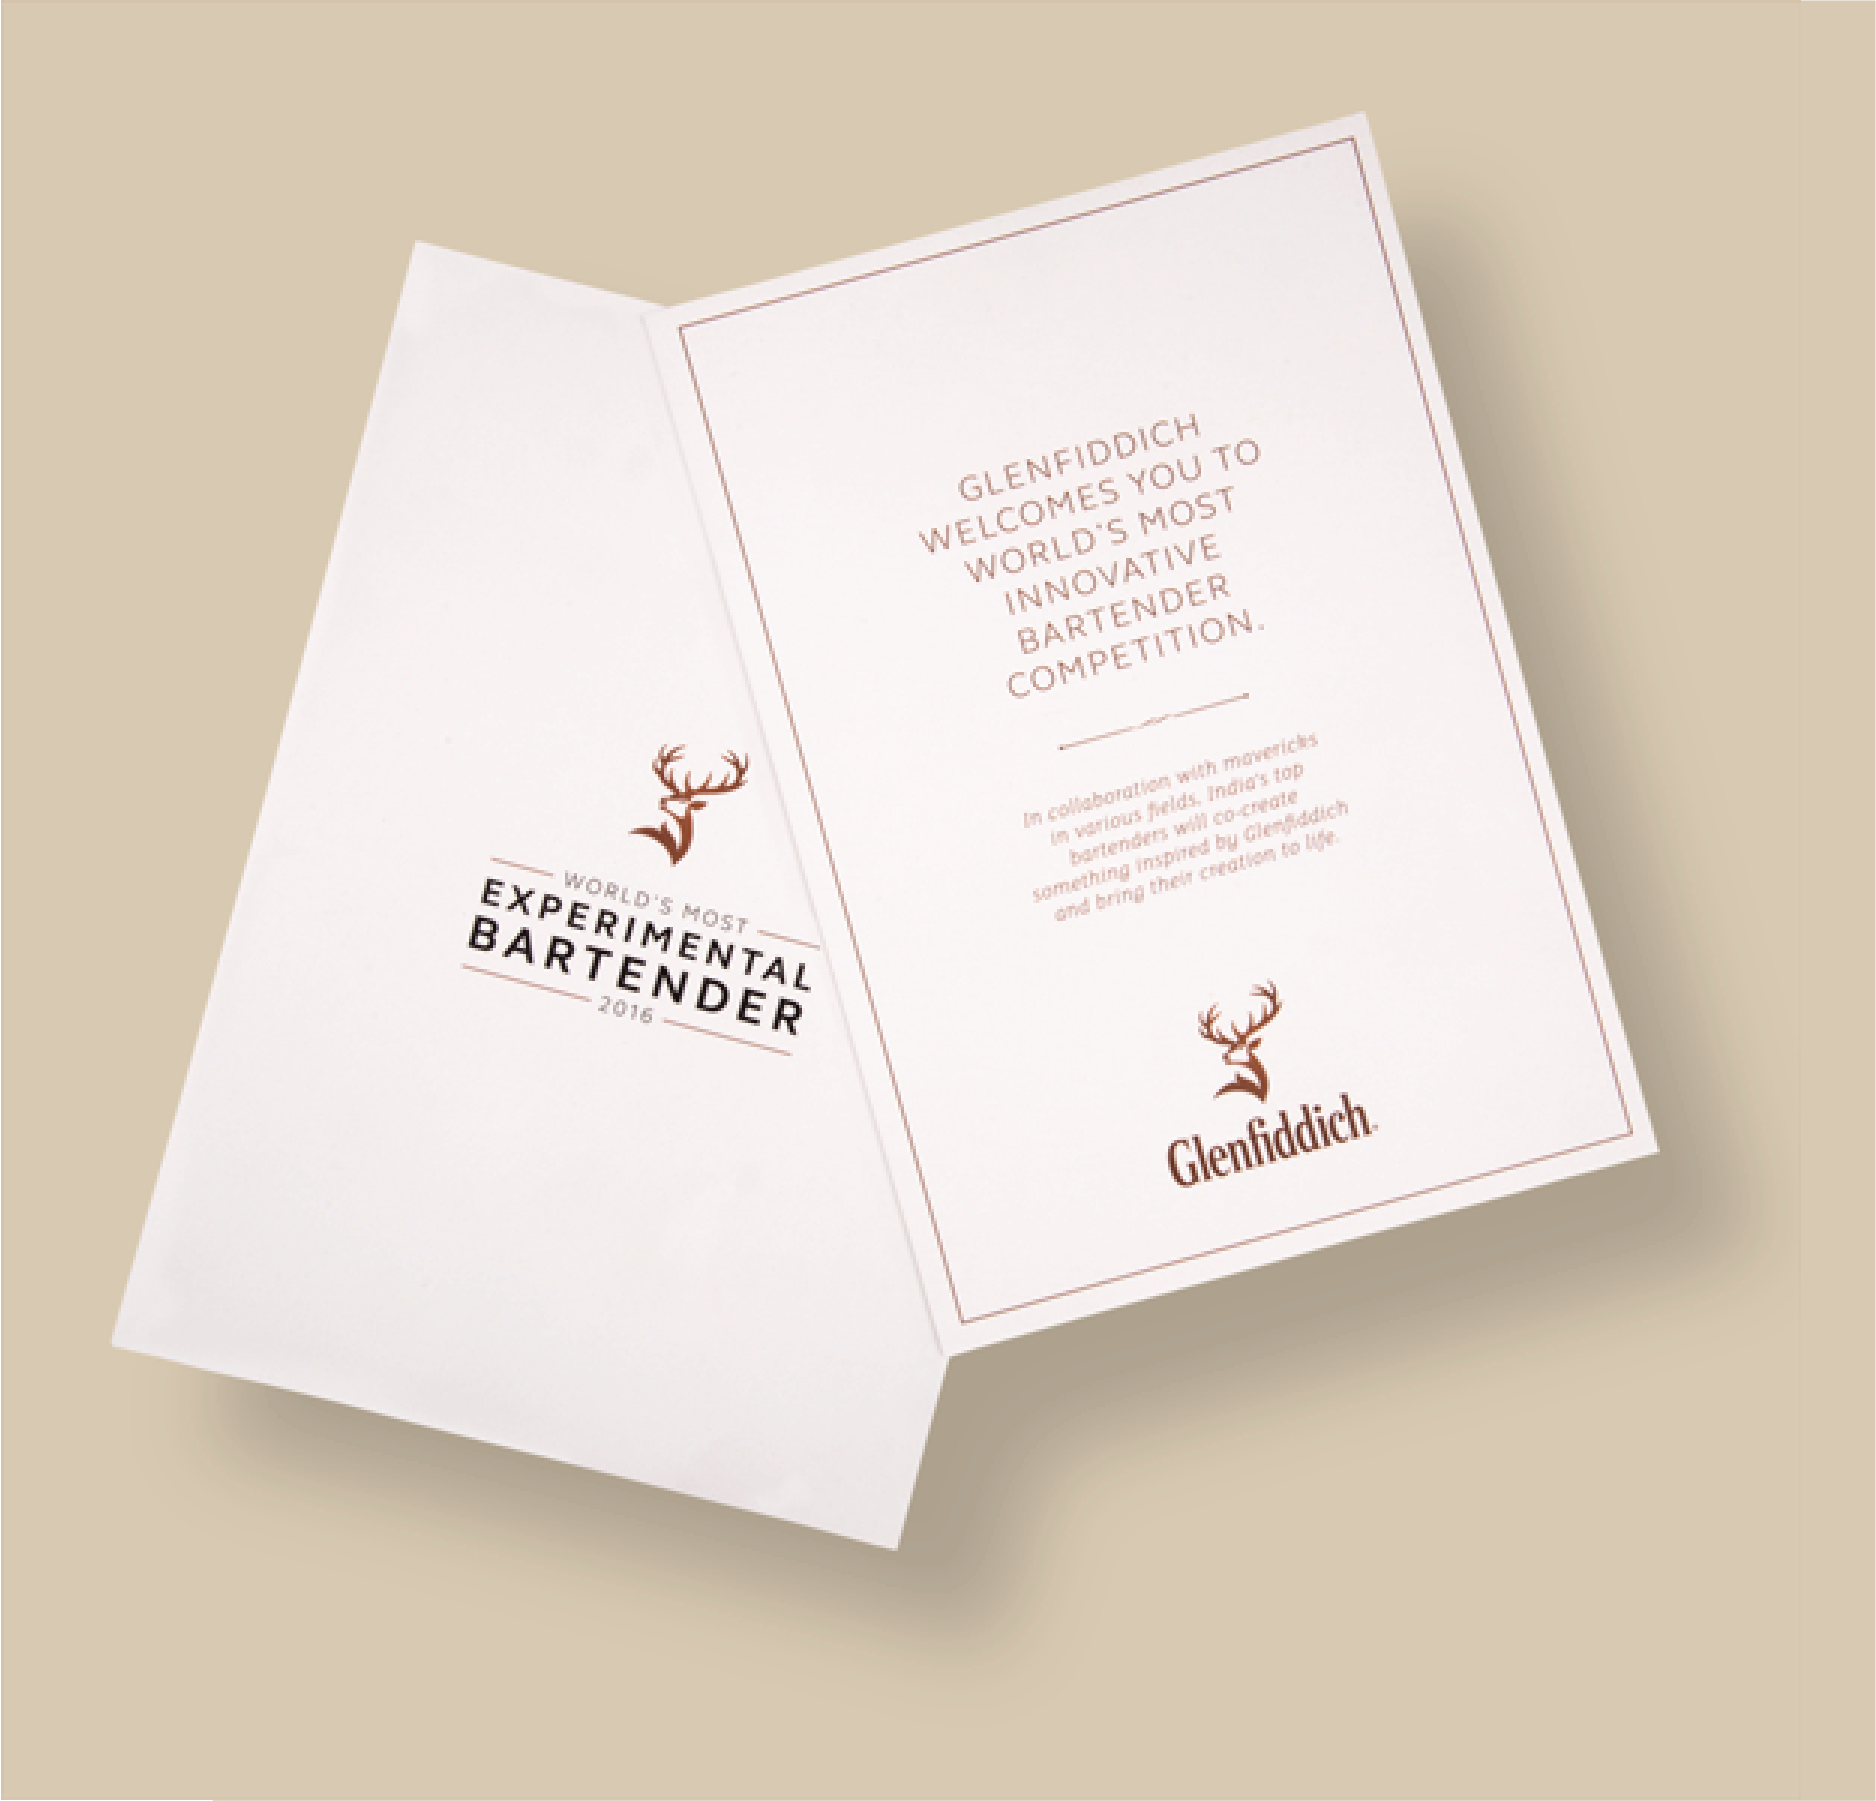 WORLD'S MOST
EXPERIMENTAL
BARTENDER
2016
GLENFIDDICH
WELCOMES YOU TO
WORLD'S MOST
INNOVATIVE
BARTENDER
COMPETITION.
In collaboration with mavericks
in various fields, India's top
bartenders will co-create
something inspired by Glenfiddich
and bring their creation to life.
Glenfiddich.